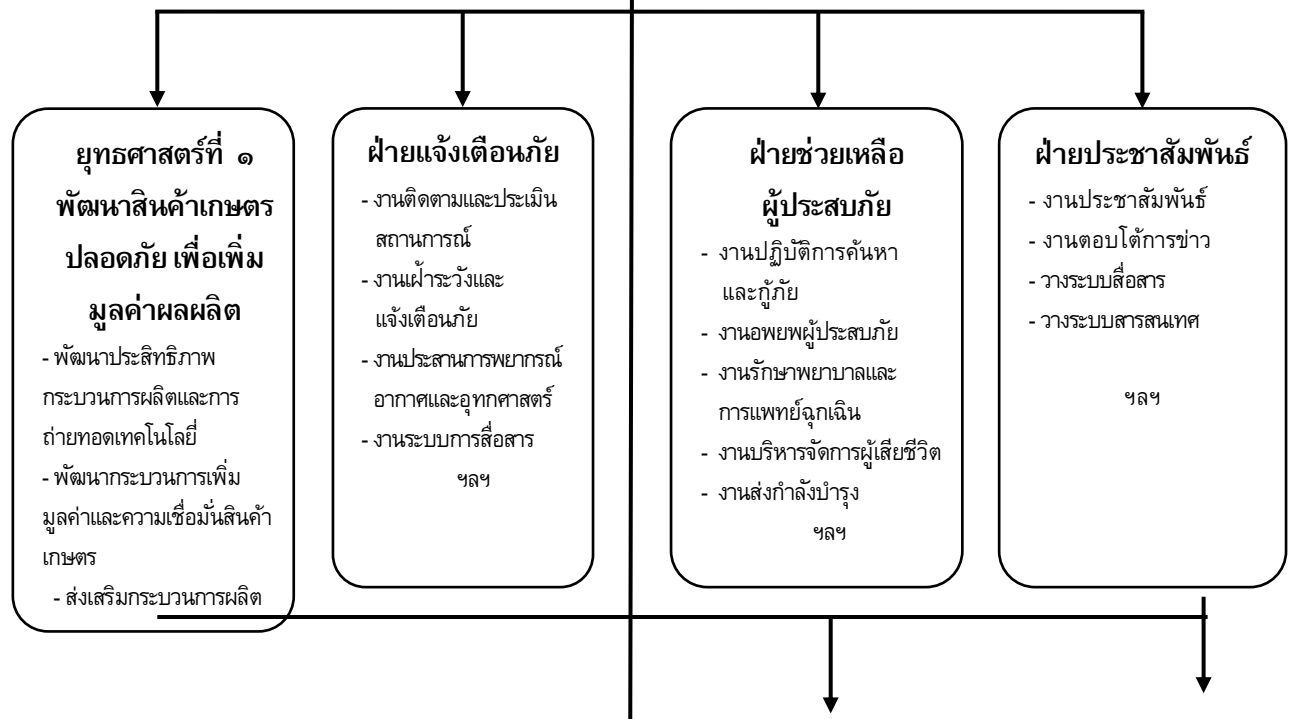 ยุทธศาสตร์ที่ ๑
พัฒนาสินค้าเกษตร
ปลอดภัย เพื่อเพิ่ม
มูลค่าผลผลิต
- พัฒนาประสิทธิภาพ
กระบวนการผลิตและการ
ถ่ายทอดเทคโนโลยี่
- พัฒนากระบวนการเพิ่ม
มูลค่าและความเชื่อมั่นสินค้า
เกษตร
- ส่งเสริมกระบวนการผลิต
ฝ่ายแจ้งเตือนภัย
- งานติดตามและประเมิน
สถานการณ์
- งานเฝ้าระวังและ
แจ้งเตือนภัย
- งานประสานการพยากรณ์
อากาศและอุทกศาสตร์
- งานระบบการสื่อสาร
ฯลฯ
ฝ่ายช่วยเหลือ
ผู้ประสบภัย
- งานปฏิบัติการค้นหา
และกู้ภัย
- งานอพยพผู้ประสบภัย
- งานรักษาพยาบาลและ
การแพทย์ฉุกเฉิน
- งานบริหารจัดการผู้เสียชีวิต
- งานส่งกำลังบำรุง
ฯลฯ
ฝ่ายประชาสัมพันธ์
- งานประชาสัมพันธ์
- งานตอบโต้การข่าว
- วางระบบสื่อสาร
- วางระบบสารสนเทศ
ฯลฯ